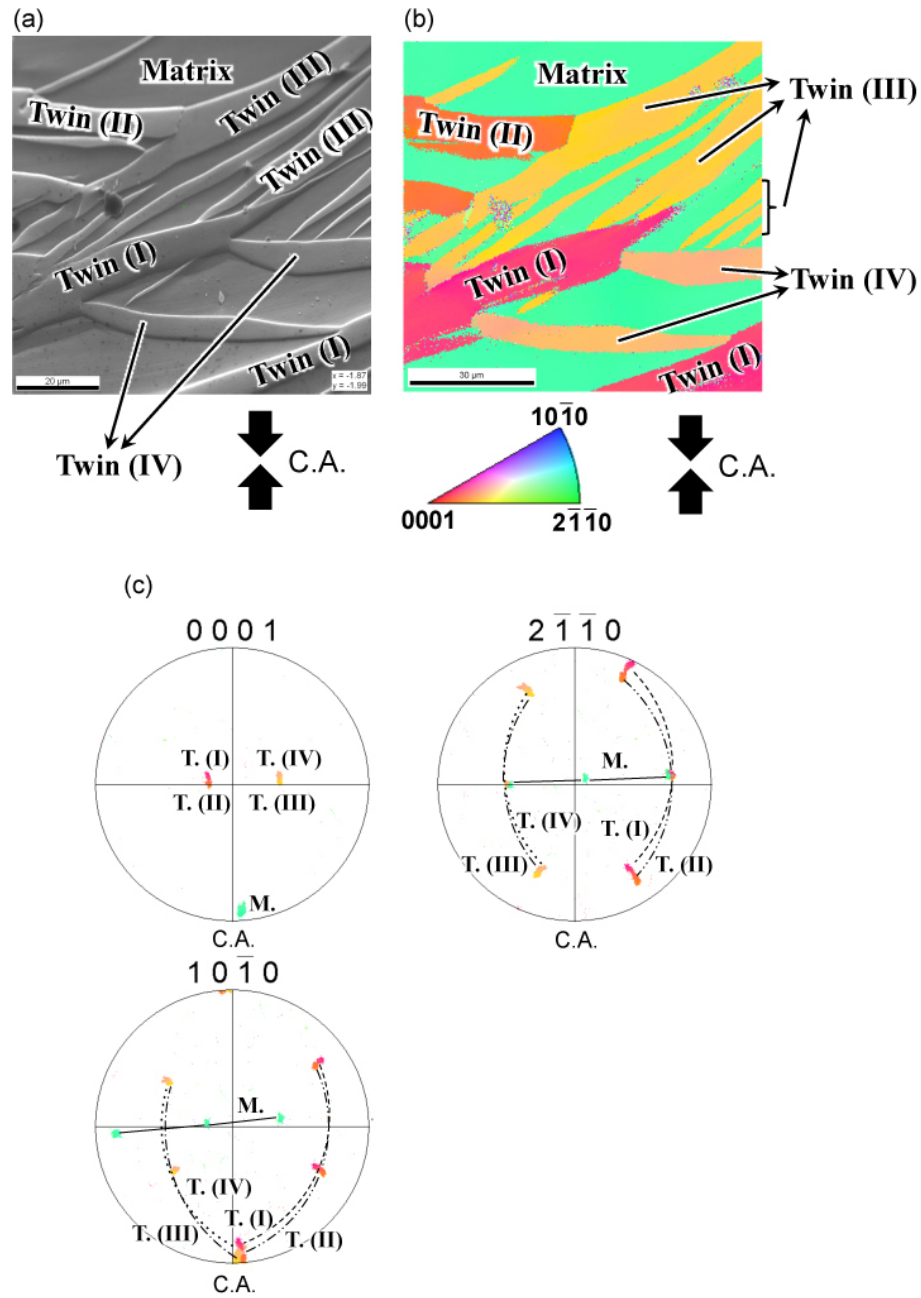 (a)
Matrix
Twin (III)
Twin (II)
Twin (III)
Twin (I)
Twin (I)
20 µm
x = -1.87
y = -1.99
Twin (IV)
C.A.
(b)
Matrix
Twin (III)
Twin (II)
Twin (I)
Twin (IV)
Twin (I)
30 µm
101̅0
0001
21̅1̅0
C.A.
(c)
0 0 0 1
T. (I)
T. (IV)
T. (II)
T. (III)
M.
C.A.
2 1̅ 1̅ 0
M.
T. (IV)
T. (I)
T. (III)
T. (II)
C.A.
1 0 1̅ 0
M.
T. (IV)
T. (I)
T. (III)
T. (II)
C.A.